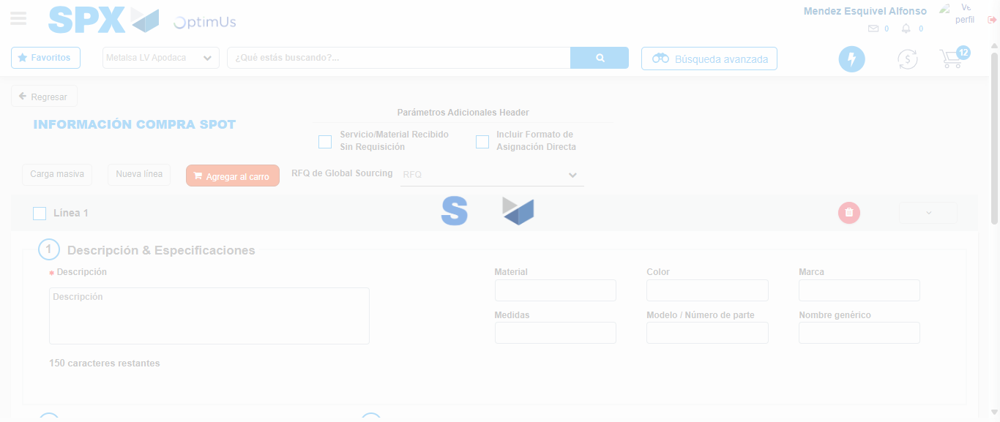 SPX OptimUs
Mendez Esquivel Alfonso
Ve
perfil
0 0
Favoritos
Metalsa LV Apodaca
¿Qué estás buscando?...
Búsqueda avanzada
12
Regresar
INFORMACIÓN COMPRA SPOT
Parámetros Adicionales Header
Servicio/Material Recibido
Sin Requisición
Incluir Formato de
Asignación Directa
Carga masiva
Nueva línea
Agregar al carro
RFQ de Global Sourcing
RFQ
S
Linea 1
1 Descripción & Especificaciones
* Descripción
Descripción
150 caracteres restantes
Material
Color
Marca
Medidas
Modelo / Número de parte
Nombre genérico